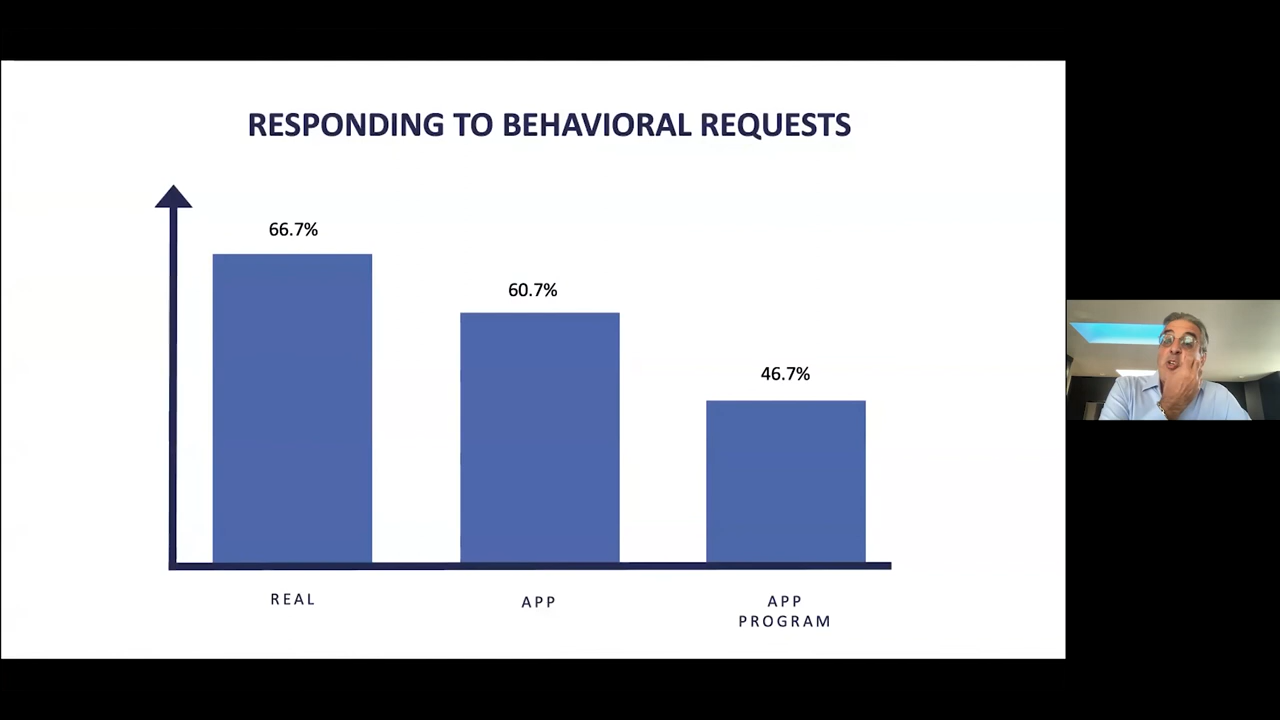 RESPONDING TO BEHAVIORAL REQUESTS
66.7%
60.7%
46.7%
REAL
APP
APP
PROGRAM